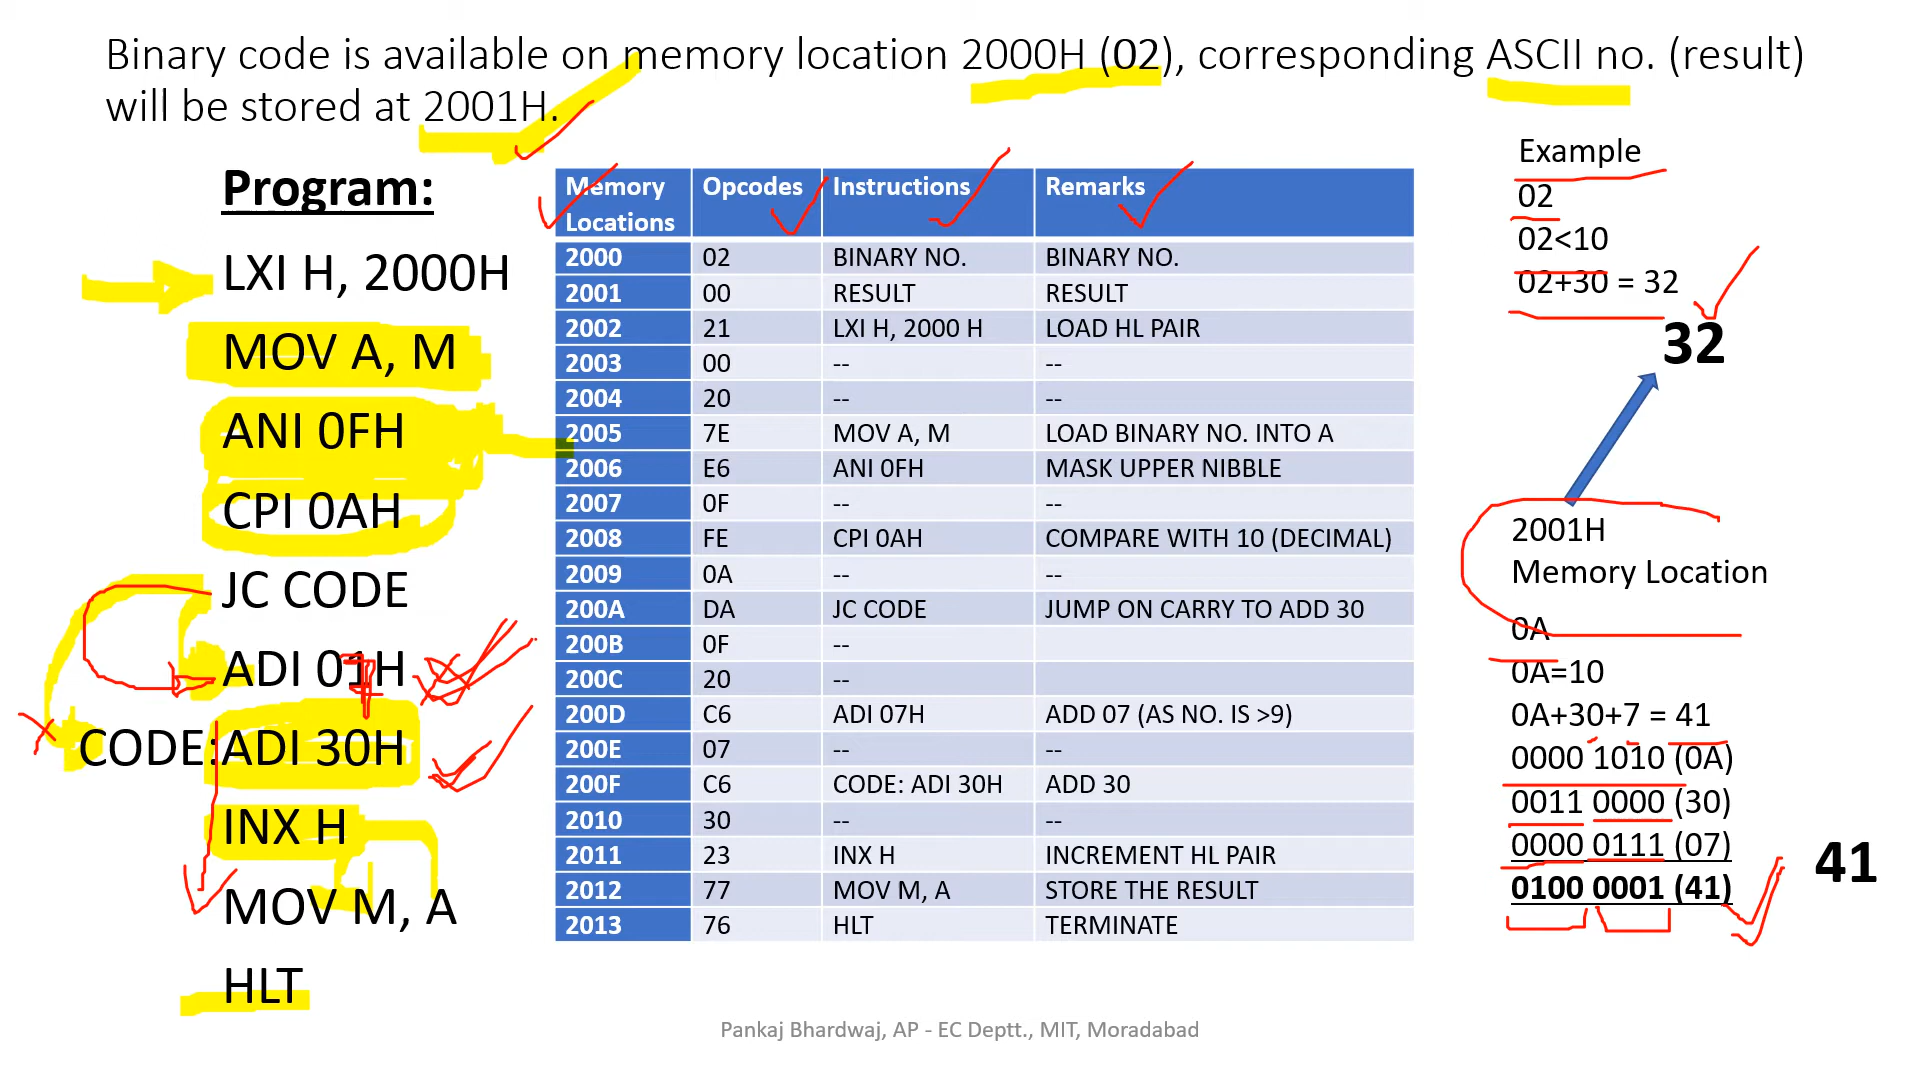 Binary code is available on memory location 2000H (02), corresponding ASCII no. (result)
will be stored at 2001H.
Program:
LXI H, 2000H
MOV A, M
ANI 0FH
CPI 0AH
JC CODE
ADI 01H
7
CODE:ADI 30H
INX H
MOV M, A
HLT
Memory Locations Opcodes Instructions Remarks
2000 02 BINARY NO. BINARY NO.
2001 00 RESULT RESULT
2002 21 LXI H, 2000 H LOAD HL PAIR
2003 00 -- --
2004 20 -- --
2005 7E MOV A, M LOAD BINARY NO. INTO A
2006 E6 ANI 0FH MASK UPPER NIBBLE
2007 0F -- --
2008 FE CPI 0AH COMPARE WITH 10 (DECIMAL)
2009 0A -- --
200A DA JC CODE JUMP ON CARRY TO ADD 30
200B 0F --
200C 20 --
200D C6 ADI 07H ADD 07 (AS NO. IS >9)
200E 07 -- --
200F C6 CODE: ADI 30H ADD 30
2010 30 -- --
2011 23 INX H INCREMENT HL PAIR
2012 77 MOV M, A STORE THE RESULT
2013 76 HLT TERMINATE
Example
02
02<10
02+30 = 32
32
2001H
Memory Location
0A
0A=10
0A+30+7 = 41
0000 1010 (0A)
0011 0000 (30)
0000 0111 (07)
0100 0001 (41)
41
Pankaj Bhardwaj, AP - EC Deptt., MIT, Moradabad